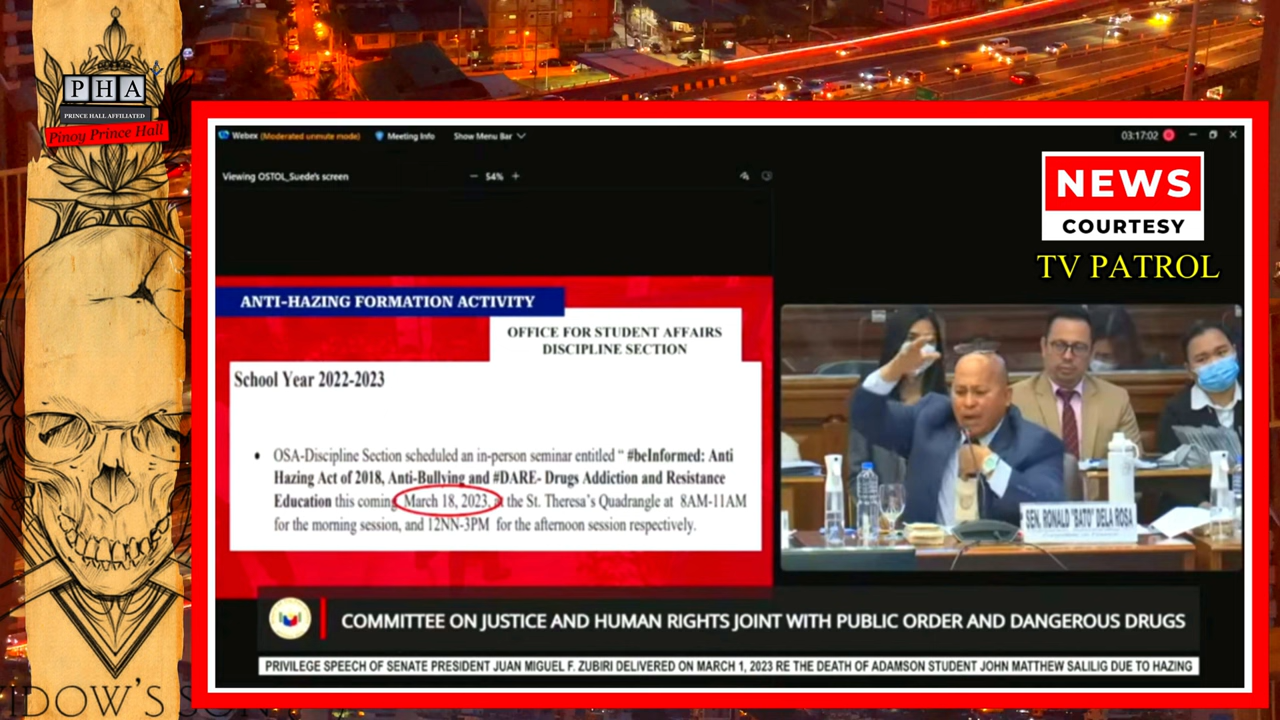 PHA
PRINCE HALL AFFILIATED
Pinoy Prince Hall
IDOW'S SON
Webex (Moderated unmute mode) Meeting Info Show Menu Bar 03:17:02
Viewing OSTOL_Suede's screen 54%
NEWS
COURTESY
TV PATROL
ANTI-HAZING FORMATION ACTIVITY
OFFICE FOR STUDENT AFFAIRS
DISCIPLINE SECTION
School Year 2022-2023
• OSA-Discipline Section scheduled an in-person seminar entitled " #beInformed: Anti
Hazing Act of 2018, Anti-Bullying and #DARE- Drugs Addiction and Resistance
Education this coming March 18, 2023, at the St. Theresa's Quadrangle at 8AM-11AM
for the morning session, and 12NN-3PM for the afternoon session respectively.
SEN. RONALD "BATO" DELA ROSA
COMMITTEE ON JUSTICE AND HUMAN RIGHTS JOINT WITH PUBLIC ORDER AND DANGEROUS DRUGS
PRIVILEGE SPEECH OF SENATE PRESIDENT JUAN MIGUEL F. ZUBIRI DELIVERED ON MARCH 1, 2023 RE THE DEATH OF ADAMSON STUDENT JOHN MATTHEW SALILIG DUE TO HAZING